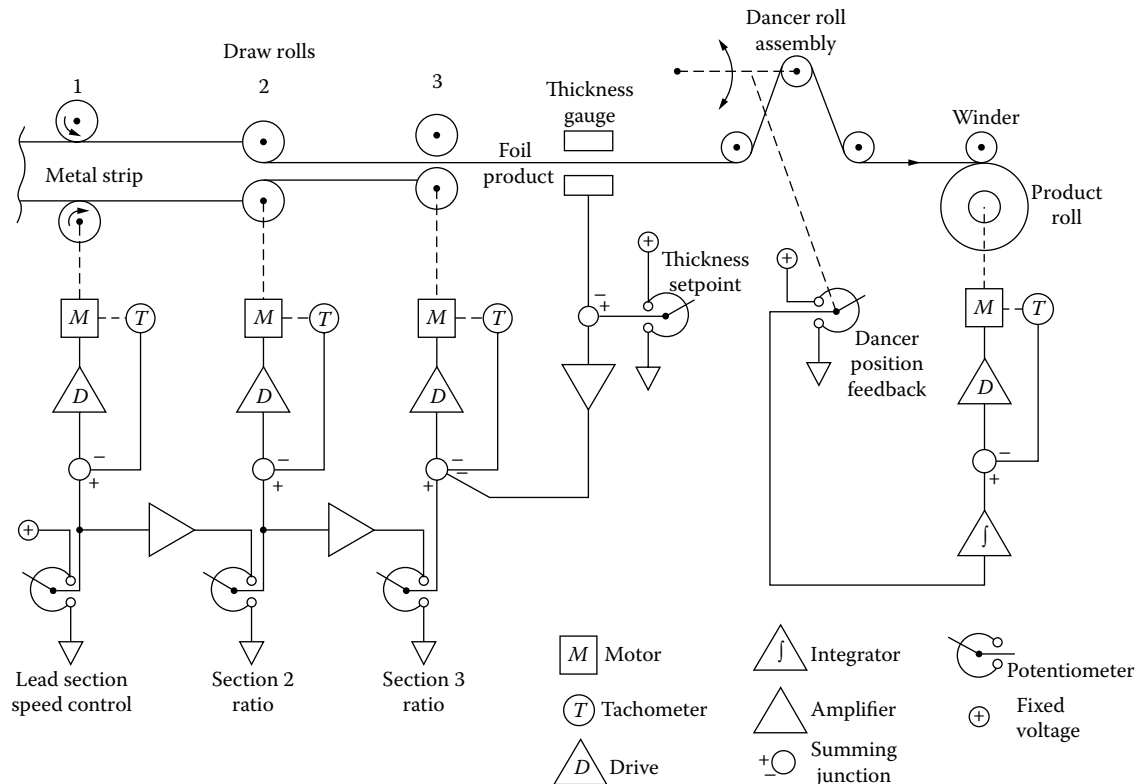 Dancer roll
assembly
Draw rolls
1
2
3
Thickness
gauge
Winder
Foil
product
Metal strip
Product
roll
Thickness
setpoint
+
+
−
+
M
T
M
T
M
T
M
T
Dancer
position
feedback
D
D
D
D
−
+
−
+
−
−
+
−
+
+
∫
Lead section
speed control
Section 2
ratio
Section 3
ratio
M Motor
∫ Integrator
Potentiometer
T Tachometer
Amplifier
+ Fixed
voltage
D Drive
+
− Summing
junction